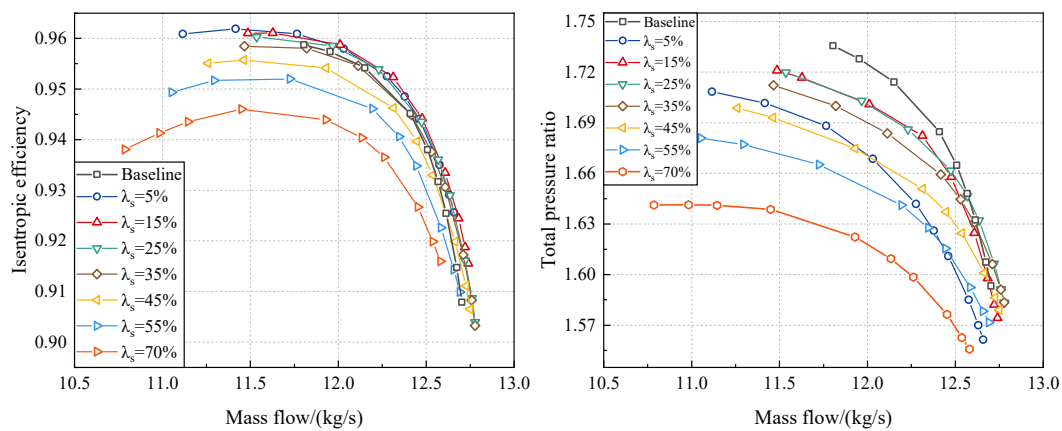 0.96
0.95
0.94
0.93
0.92
0.91
0.90
Isentropic efficiency
Baseline
λs=5%
λs=15%
λs=25%
λs=35%
λs=45%
λs=55%
λs=70%
10.5 11.0 11.5 12.0 12.5 13.0
Mass flow/(kg/s)
1.75
1.72
1.69
1.66
1.63
1.60
1.57
Total pressure ratio
Baseline
λs=5%
λs=15%
λs=25%
λs=35%
λs=45%
λs=55%
λs=70%
10.5 11.0 11.5 12.0 12.5 13.0
Mass flow/(kg/s)